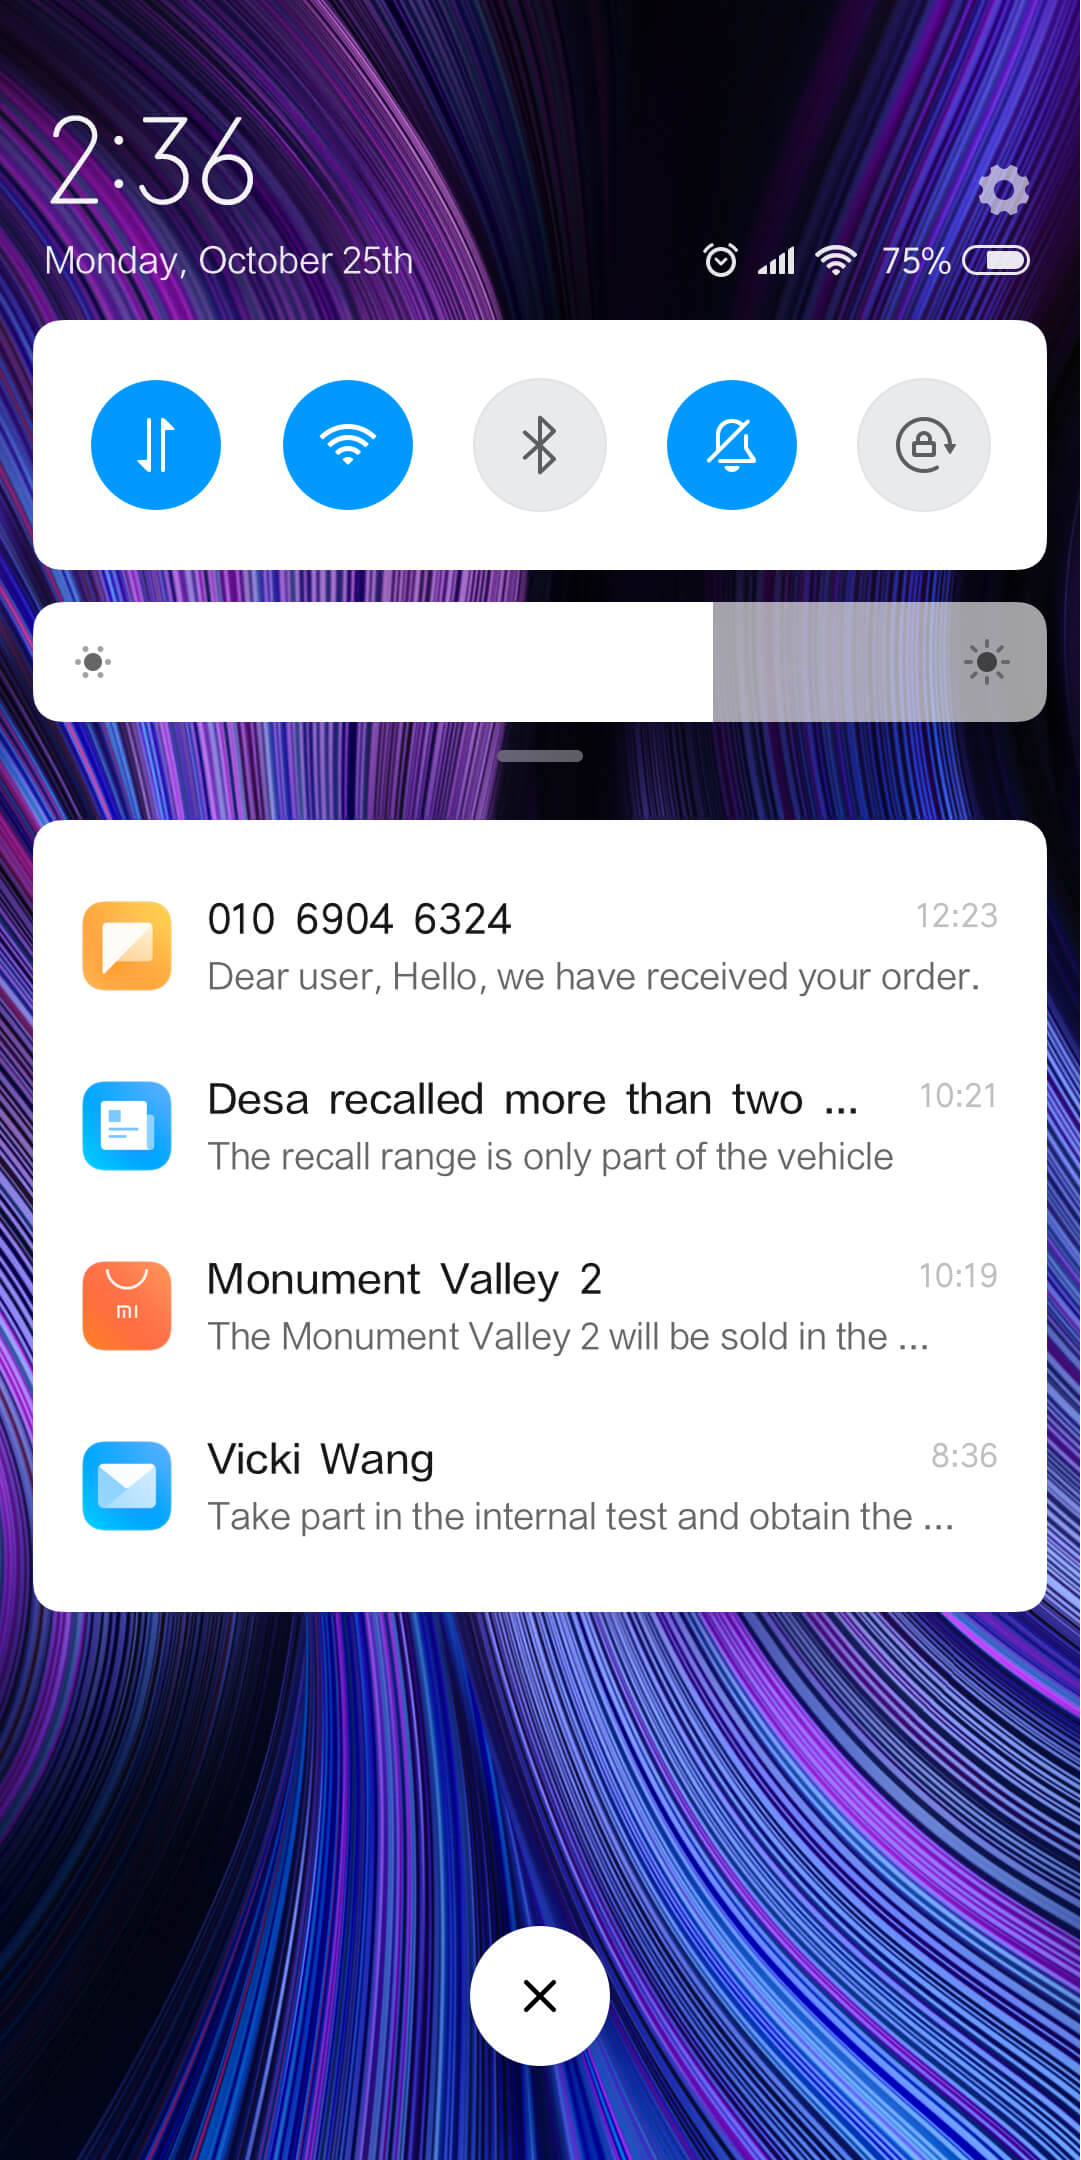 2:36
Monday, October 25th
75%
010 6904 6324
12:23
Dear user, Hello, we have received your order.
Desa recalled more than two ...
10:21
The recall range is only part of the vehicle
Monument Valley 2
10:19
The Monument Valley 2 will be sold in the ...
mi
Vicki Wang
8:36
Take part in the internal test and obtain the ...